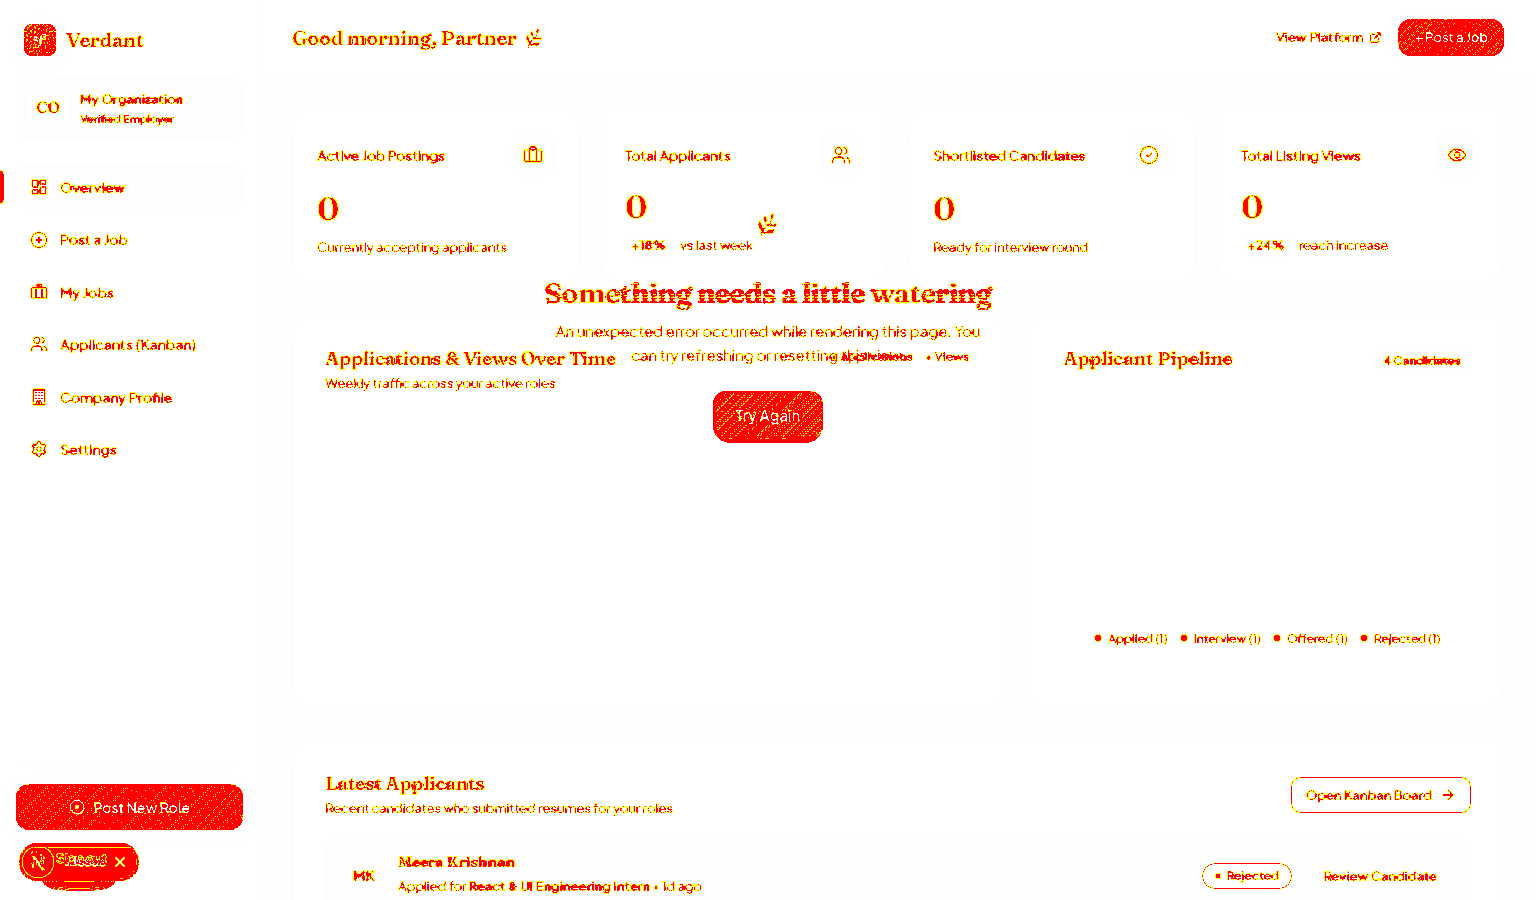 Verdant
Good morning, Partner
View Platform
+ Post a Job
CO
My Organization
Verified Employer
Overview
Post a Job
My Jobs
Applicants (Kanban)
Company Profile
Settings
Active Job Postings
0
Currently accepting applicants
Total Applicants
0
+18% vs last week
Shortlisted Candidates
0
Ready for interview round
Total Listing Views
0
+24% reach increase
Something needs a little watering
An unexpected error occurred while rendering this page. You
can try refreshing or resetting
Try Again
Applications & Views Over Time
Weekly traffic across your active roles
Applications • Views
Applicant Pipeline
4 Candidates
Applied (1) Interview (1) Offered (1) Rejected (1)
Latest Applicants
Recent candidates who submitted resumes for your roles
Open Kanban Board
MK
Meera Krishnan
Applied for React & UI Engineering Intern • 1d ago
• Rejected
Review Candidate
Post New Role